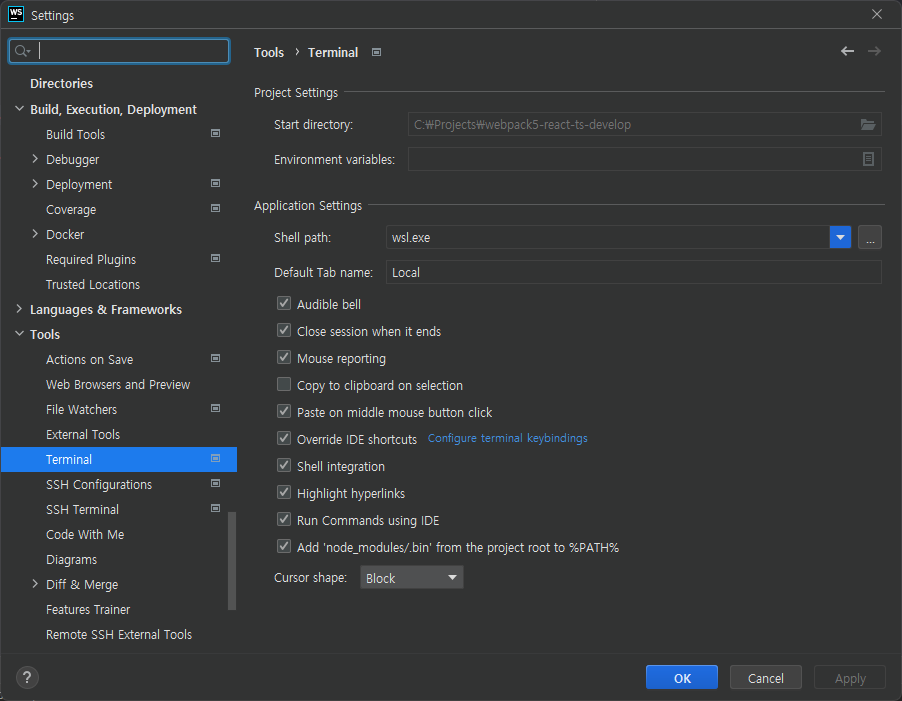 WS Settings
Directories
Build, Execution, Deployment
Build Tools
Debugger
Deployment
Coverage
Docker
Required Plugins
Trusted Locations
Languages & Frameworks
Tools
Actions on Save
Web Browsers and Preview
File Watchers
External Tools
Terminal
SSH Configurations
SSH Terminal
Code With Me
Diagrams
Diff & Merge
Features Trainer
Remote SSH External Tools
Tools › Terminal
Project Settings
Start directory: C:₩Projects₩webpack5-react-ts-develop
Environment variables:
Application Settings
Shell path: wsl.exe ...
Default Tab name: Local
Audible bell
Close session when it ends
Mouse reporting
Copy to clipboard on selection
Paste on middle mouse button click
Override IDE shortcuts Configure terminal keybindings
Shell integration
Highlight hyperlinks
Run Commands using IDE
Add 'node_modules/.bin' from the project root to %PATH%
Cursor shape: Block
? OK Cancel Apply